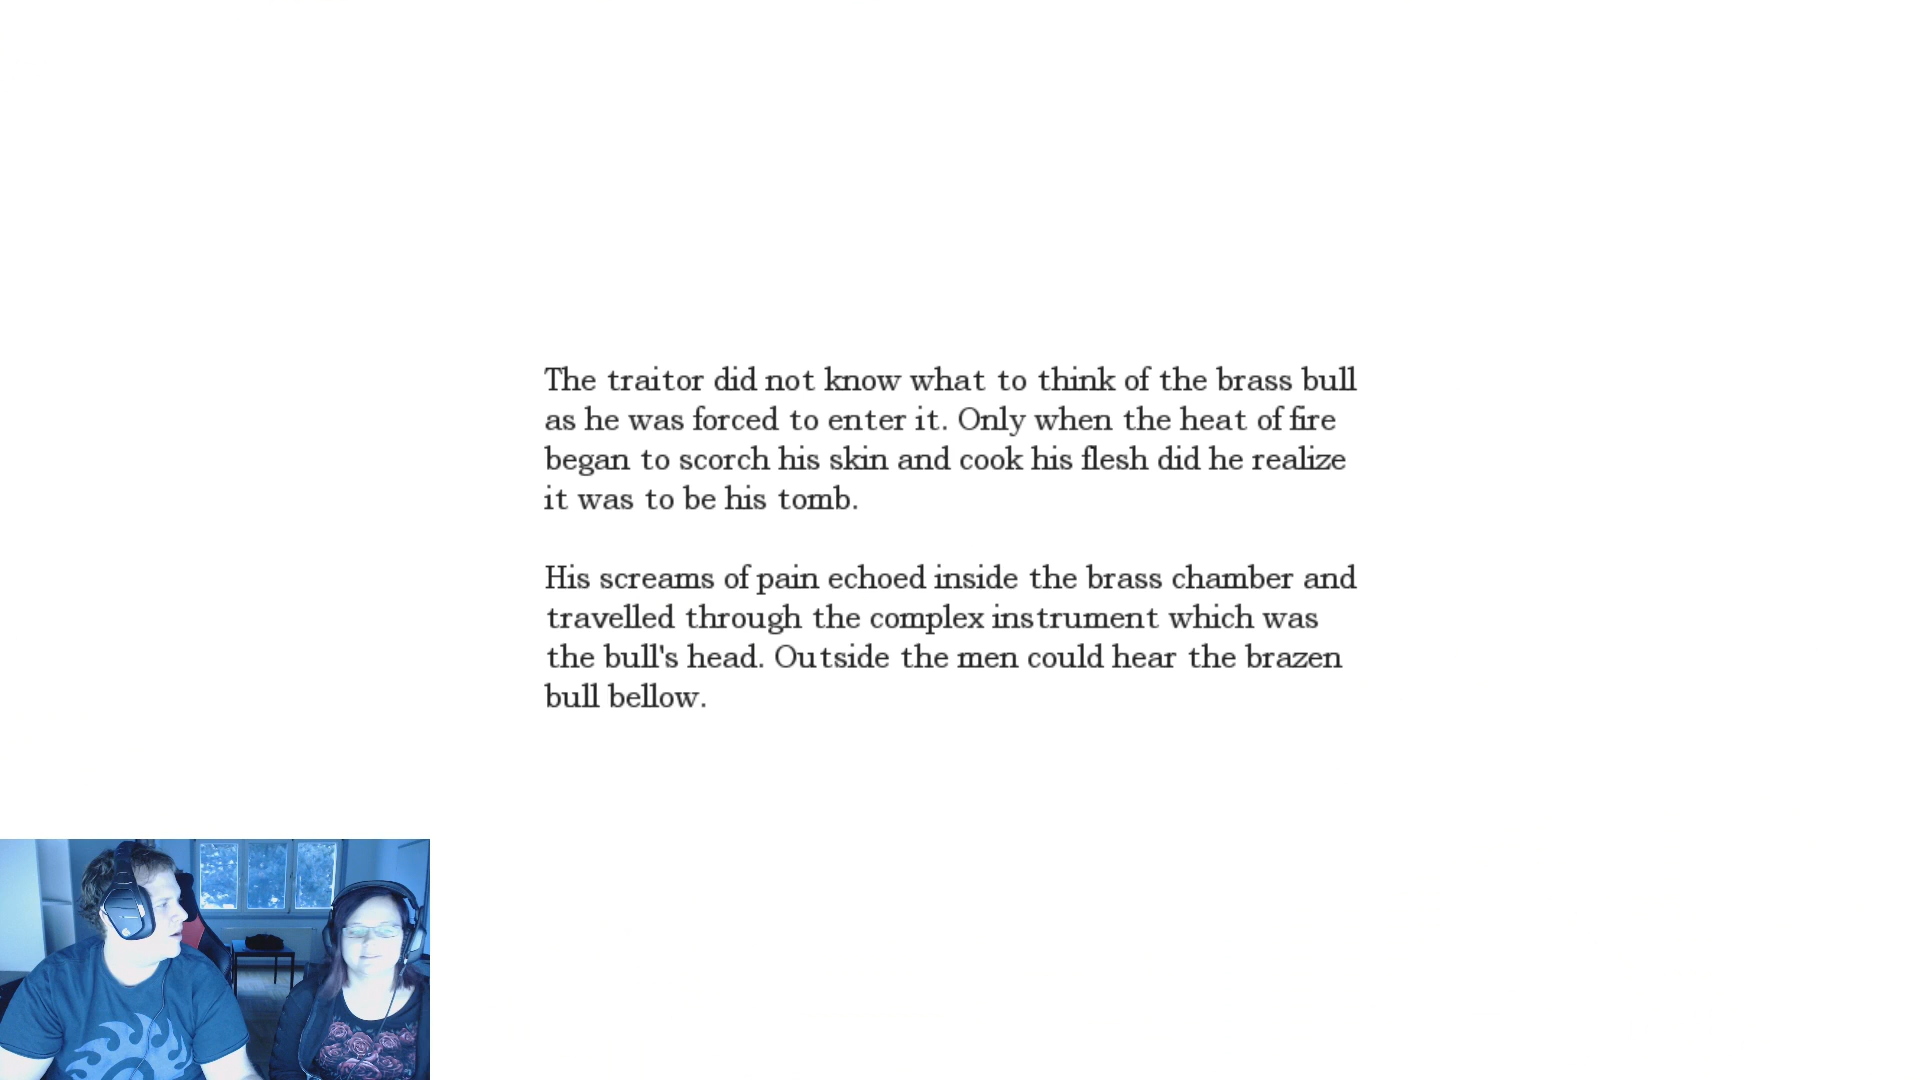 The traitor did not know what to think of the brass bull
as he was forced to enter it. Only when the heat of fire
began to scorch his skin and cook his flesh did he realize
it was to be his tomb.
His screams of pain echoed inside the brass chamber and
travelled through the complex instrument which was
the bull's head. Outside the men could hear the brazen
bull bellow.